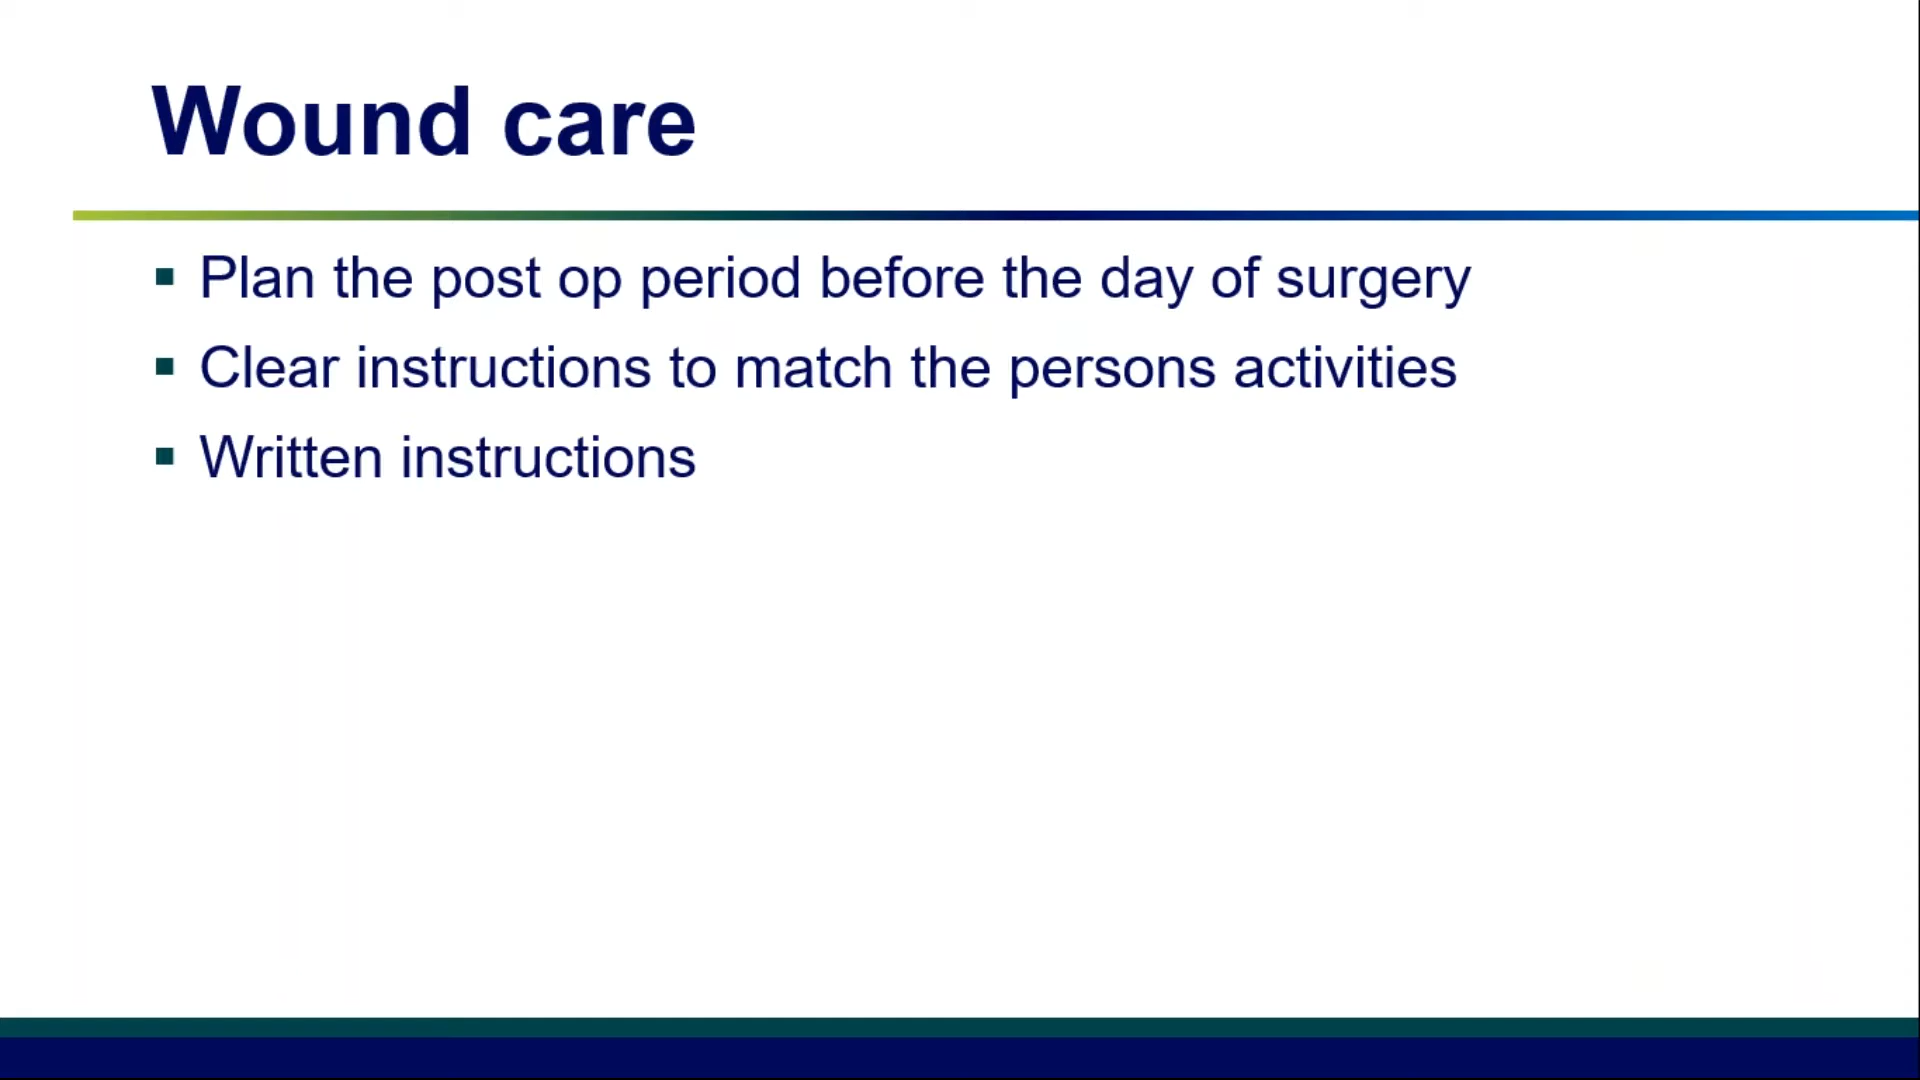 Wound care
▪ Plan the post op period before the day of surgery
▪ Clear instructions to match the persons activities
▪ Written instructions